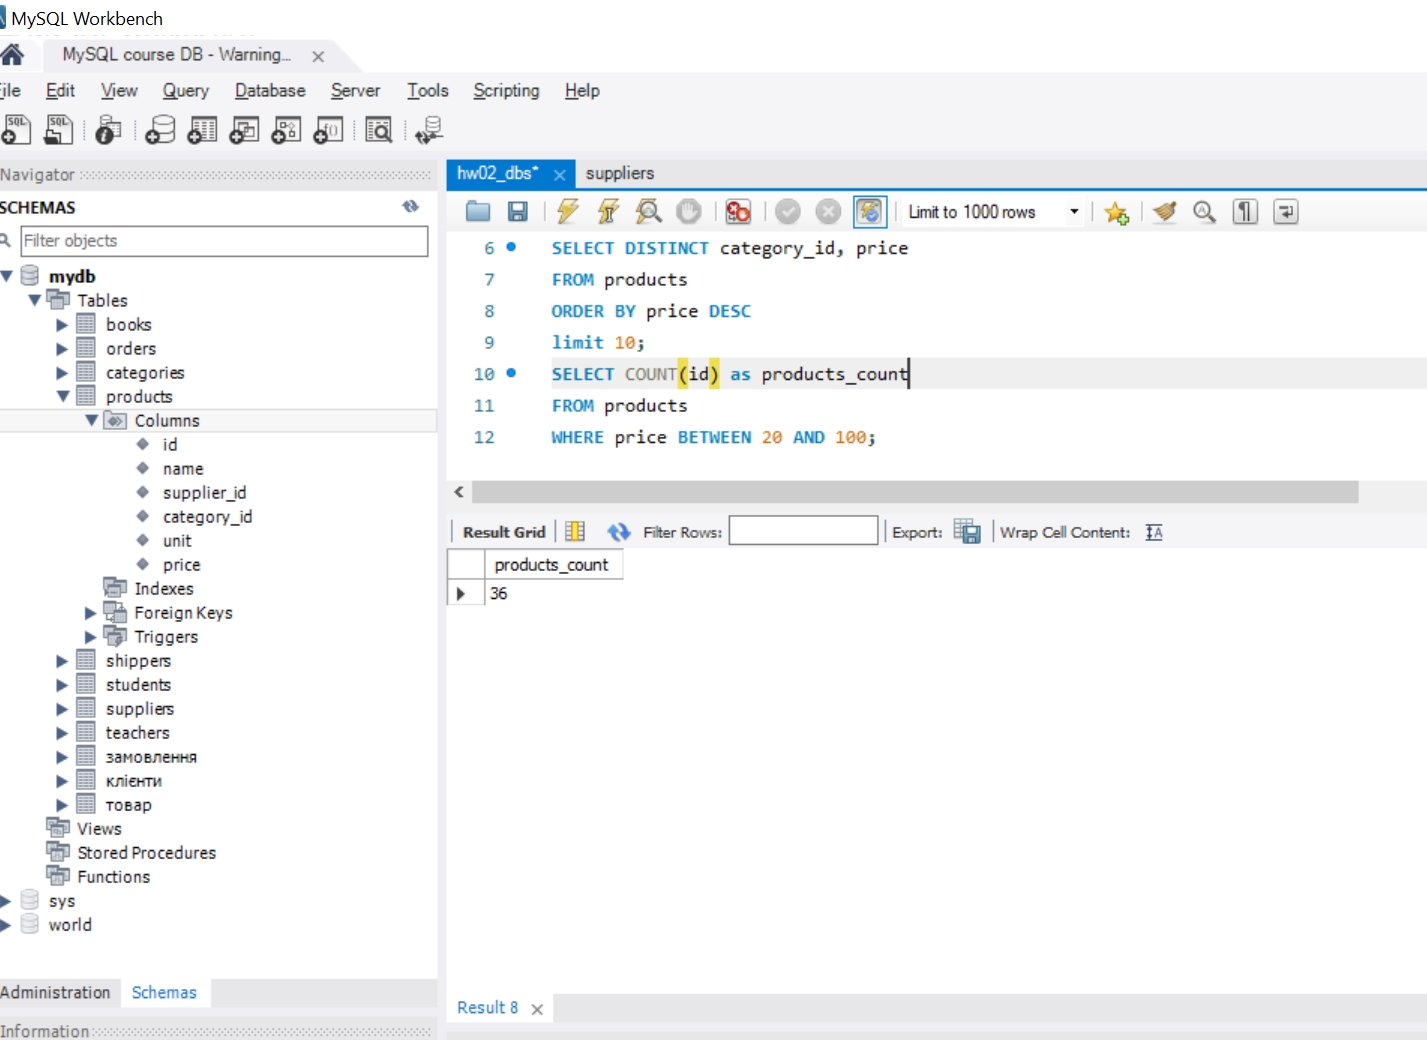 MySQL Workbench
MySQL course DB - Warning...
File Edit View Query Database Server Tools Scripting Help
Navigator
SCHEMAS
Filter objects
mydb
Tables
books
orders
categories
products
Columns
id
name
supplier_id
category_id
unit
price
Indexes
Foreign Keys
Triggers
shippers
students
suppliers
teachers
замовлення
клієнти
товар
Views
Stored Procedures
Functions
sys
world
Administration Schemas
Information
hw02_dbs* suppliers
Limit to 1000 rows
6 SELECT DISTINCT category_id, price
7 FROM products
8 ORDER BY price DESC
9 limit 10;
10 SELECT COUNT(id) as products_count
11 FROM products
12 WHERE price BETWEEN 20 AND 100;
Result Grid Filter Rows: Export: Wrap Cell Content:
products_count
36
Result 8